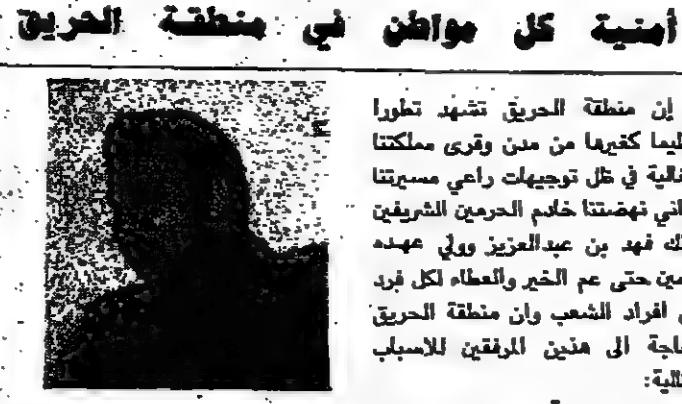 أمنية كل مواطن في منطقة الحريق
إن منطقة الحريق تشهد تطورا
كغيرها من مدن وقرى مملكتنا
في ظل توجيهات راعي مسيرتنا
نهضتنا خادم الحرمين الشريفين
فهد بن عبدالعزيز وولي عهده
حتى عم الخير والعطاء لكل فرد
افراد الشعب وان منطقة الحريق
الى هذين المرفقين للاسباب